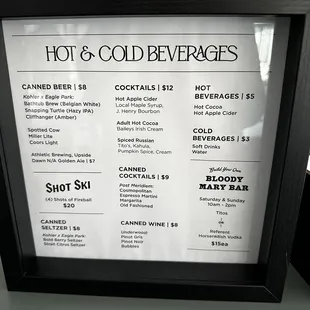 HOT & COLD BEVERAGES
CANNED BEER | $8
Kohler x Eagle Park:
Bathtub Brew (Belgian White)
Snapping Turtle (Hazy IPA)
Cliffhanger (Amber)
Spotted Cow
Miller Lite
Coors Light
Athletic Brewing, Upside
Dawn N/A Golden Ale | $7
SHOT SKI
(4) Shots of Fireball
$20
CANNED
SELTZER | $8
Kohler x Eagle Park:
Boat Berry Seltzer
Citrus Seltzer
COCKTAILS | $12
Hot Apple Cider
Local Maple Syrup,
J. Henry Bourbon
Adult Hot Cocoa
Baileys Irish Cream
Spiced Russian
Tito's, Kahula,
Pumpkin Spice, Cream
CANNED
COCKTAILS | $9
Post Meridiem:
Cosmopolitan
Espresso Martini
Margarita
Old Fashioned
CANNED WINE | $8
Underwood:
Pinot Gris
Pinot Noir
Bubbles
HOT
BEVERAGES | $5
Hot Cocoa
Hot Apple Cider
COLD
BEVERAGES | $3
Soft Drinks
Water
Build Your Own
BLOODY
MARY BAR
Saturday & Sunday
10am - 2pm
Titos
Referent
Horseradish Vodka
$15ea